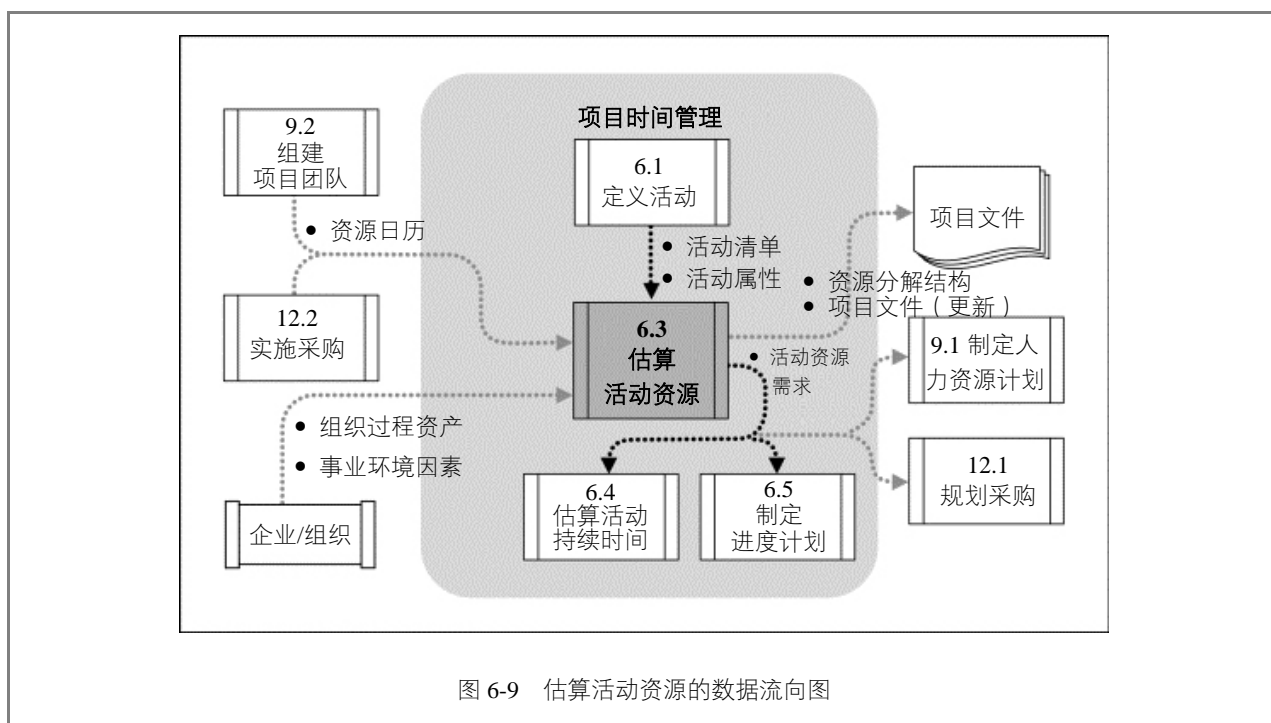 项目时间管理
9.2
组建
项目团队
6.1
定义活动
项目文件
● 资源日历
● 活动清单
● 活动属性
● 资源分解结构
● 项目文件（更新）
12.2
实施采购
6.3
估算
活动资源
● 活动资源
需求
9.1 制定人
力资源计划
● 组织过程资产
● 事业环境因素
企业/组织
6.4
估算活动
持续时间
6.5
制定
进度计划
12.1
规划采购
图 6-9 估算活动资源的数据流向图